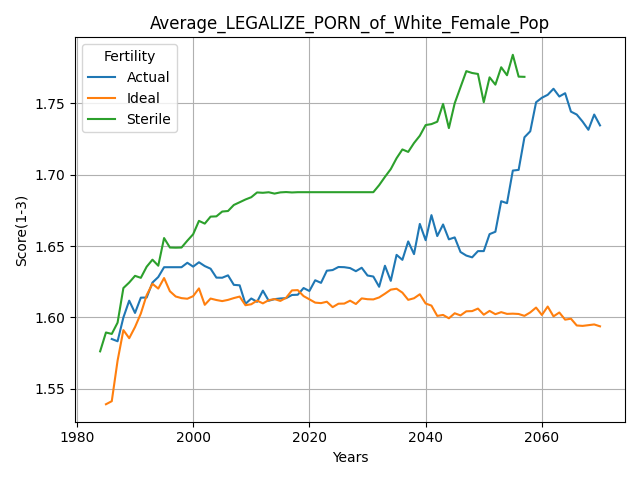 Average_LEGALIZE_PORN_of_White_Female_Pop
Fertility
Actual
Ideal
Sterile
Score(1-3)
1.75
1.70
1.65
1.60
1.55
1980
2000
2020
2040
2060
Years